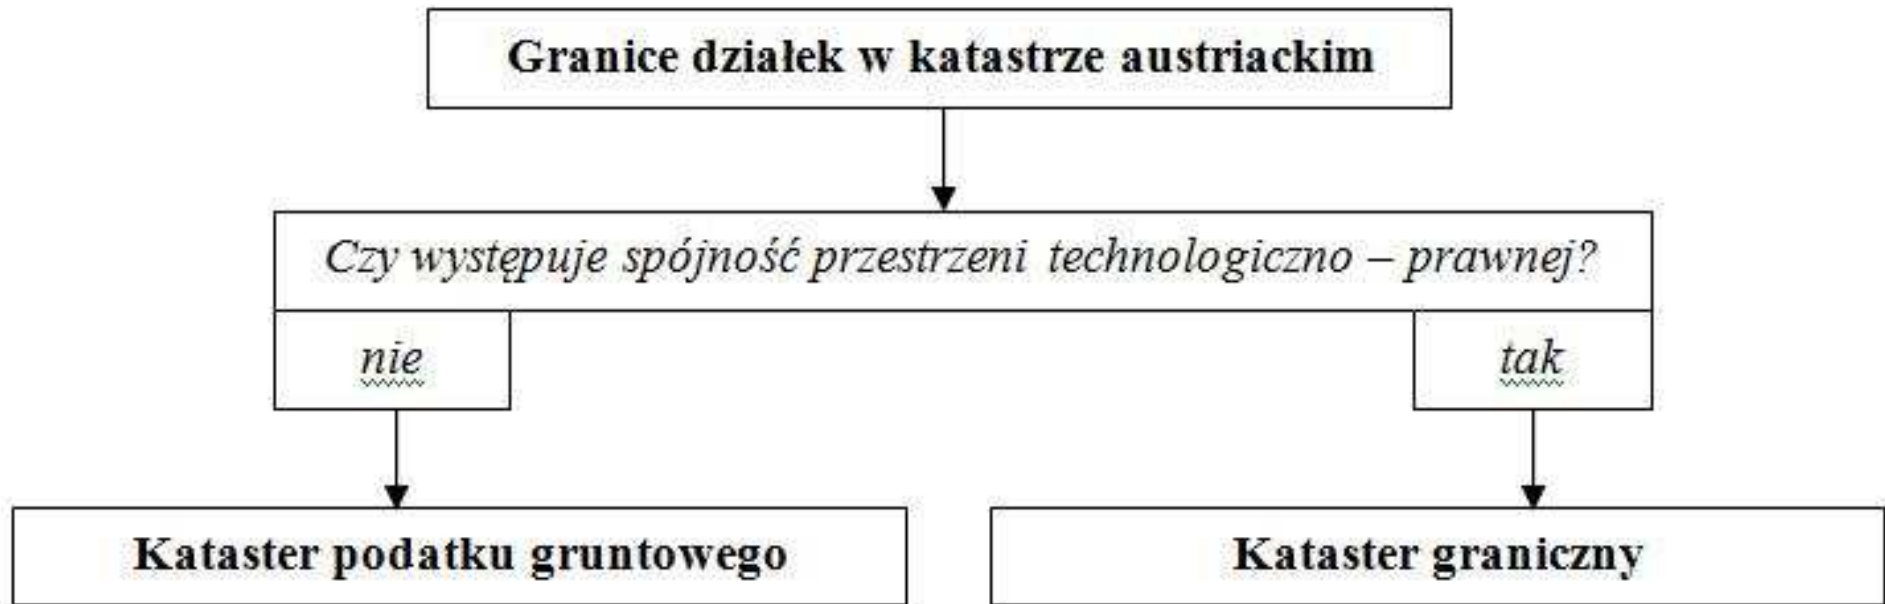 Granice działek w katastrze austriackim
Czy występuje spójność przestrzeni technologiczno – prawnej?
nie
tak
Kataster podatku gruntowego
Kataster graniczny